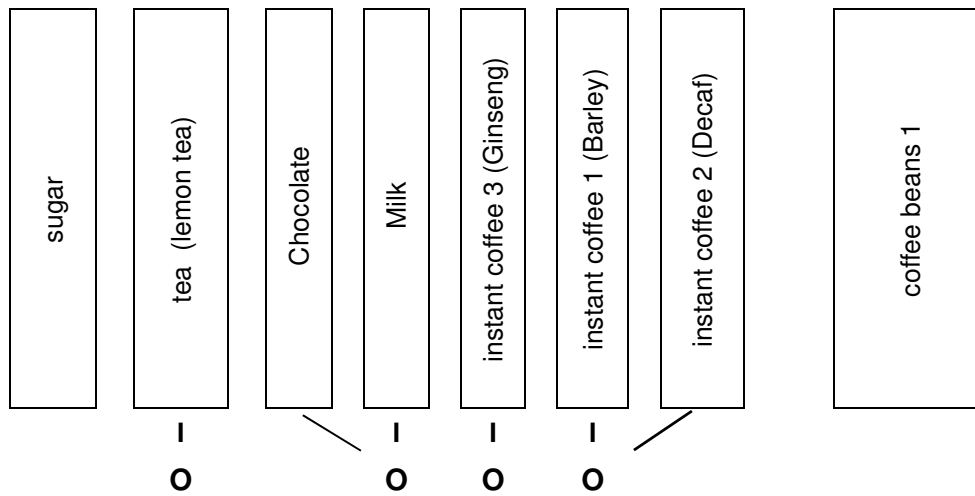 sugar
tea (lemon tea)
Chocolate
Milk
instant coffee 3 (Ginseng)
instant coffee 1 (Barley)
instant coffee 2 (Decaf)
coffee beans 1